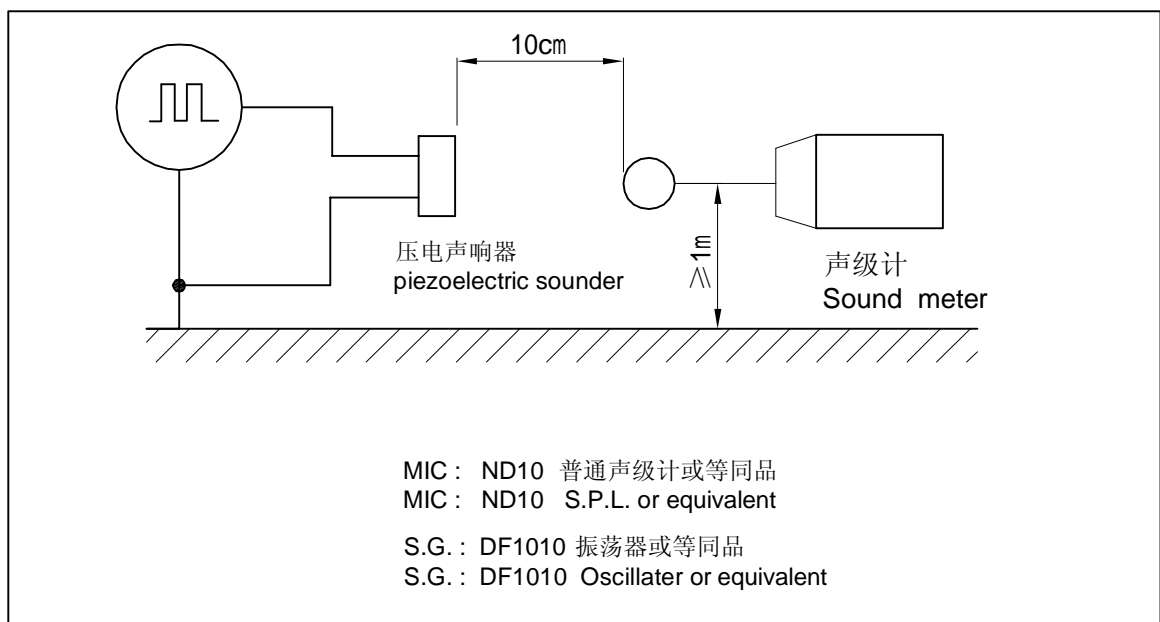 10cm
压电声响器
piezoelectric sounder
≥1m
声级计
Sound meter
MIC : ND10 普通声级计或等同品
MIC : ND10 S.P.L. or equivalent
S.G. : DF1010 振荡器或等同品
S.G. : DF1010 Oscillater or equivalent